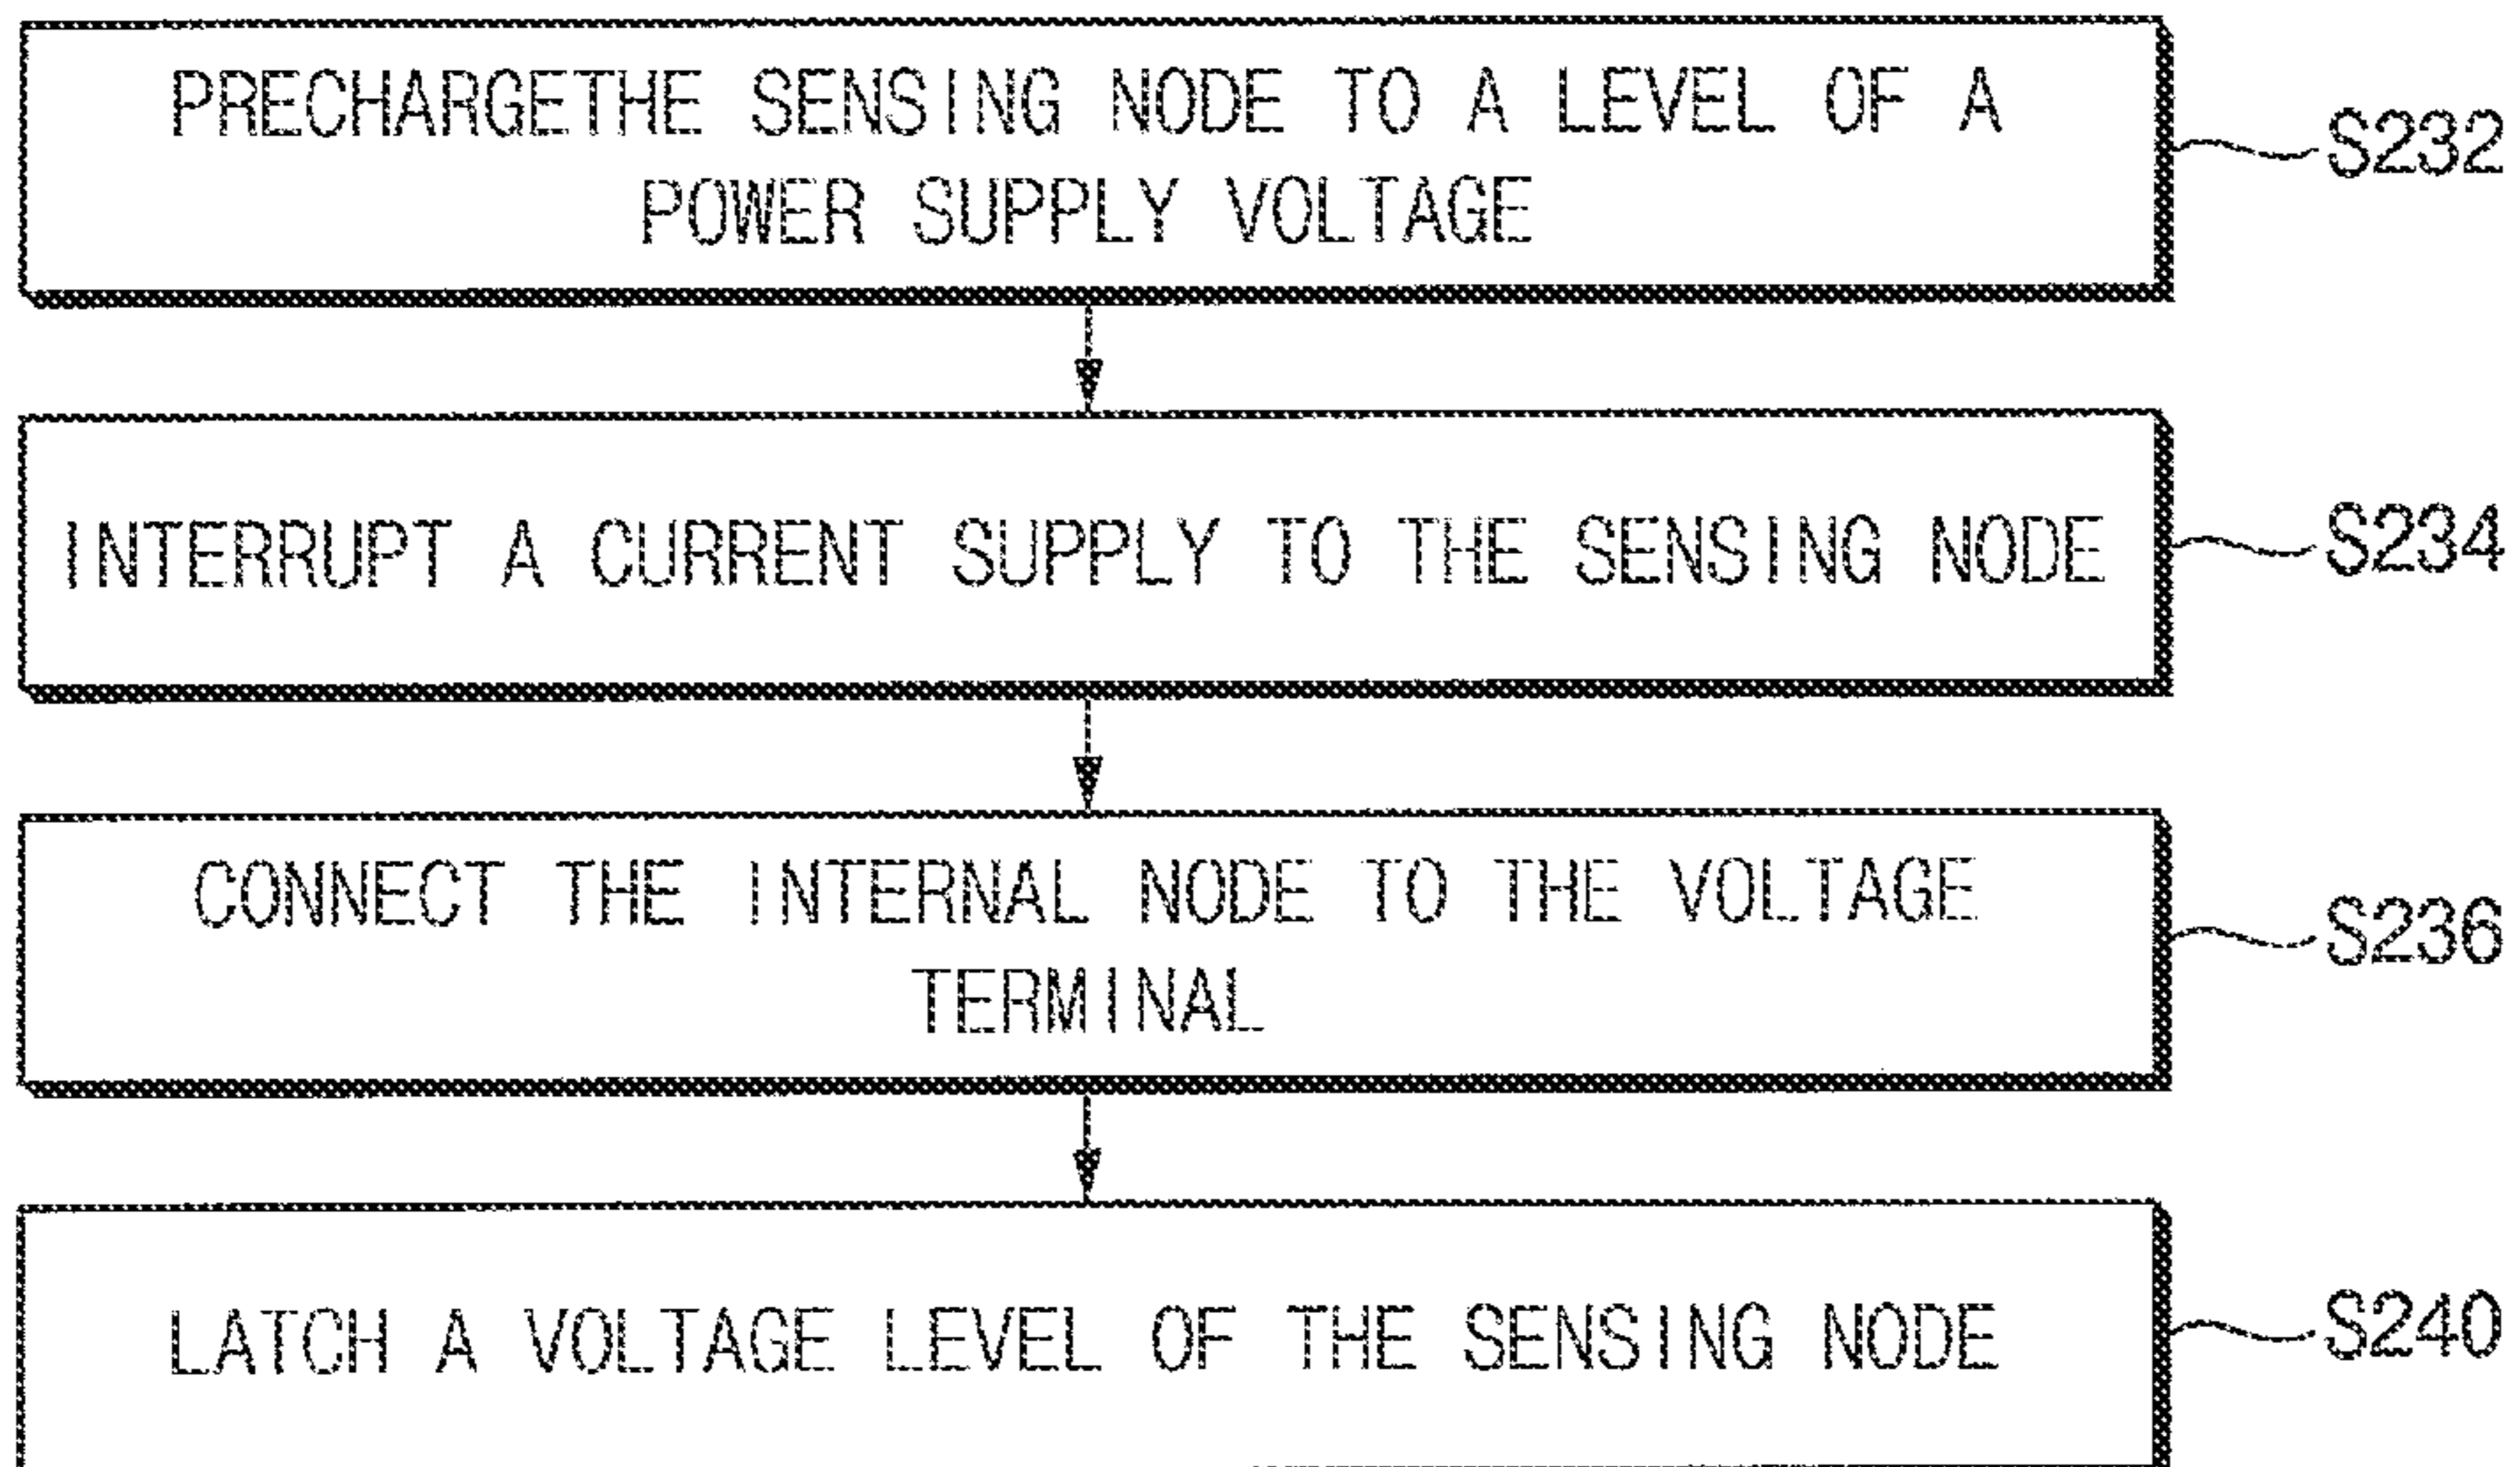 PRECHARGETHE SENSING NODE TO A LEVEL OF A
POWER SUPPLY VOLTAGE
S232
INTERRUPT A CURRENT SUPPLY TO THE SENSING NODE
S234
CONNECT THE INTERNAL NODE TO THE VOLTAGE
TERMINAL
S236
LATCH A VOLTAGE LEVEL OF THE SENSING NODE
S240